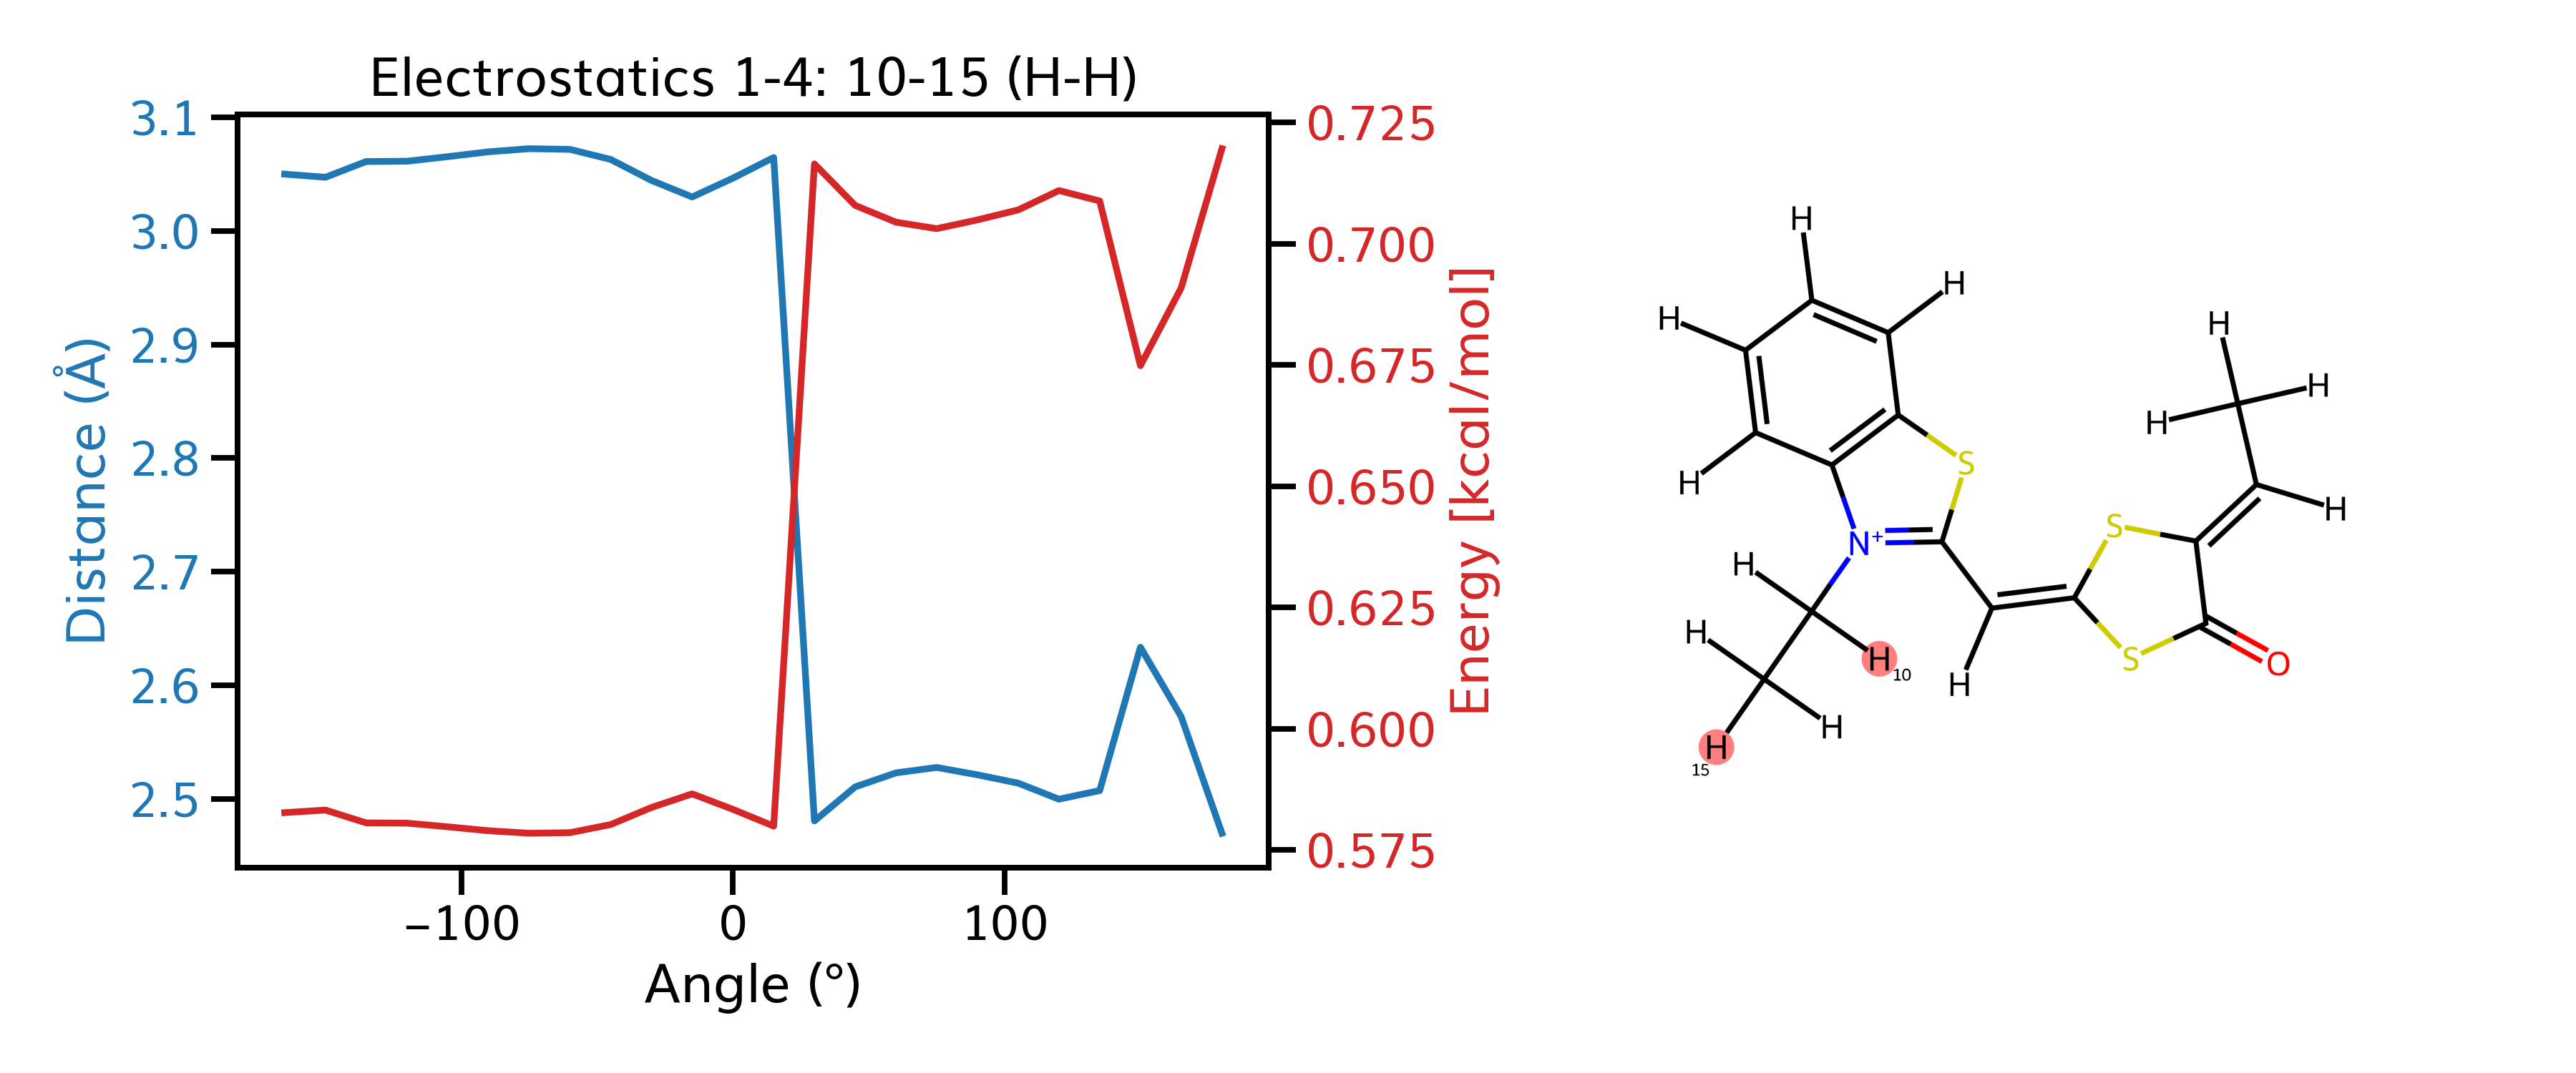 Electrostatics 1-4: 10-15 (H-H)
3.1
3.0
2.9
2.8
2.7
2.6
2.5
Distance (Å)
0.725
0.700
0.675
0.650
0.625
0.600
0.575
Energy [kcal/mol]
−100 0 100
Angle (°)
H
H
H
H
H
H
H
S
H
H
S
N+
H
H
H
10
S
O
H
H
H
15